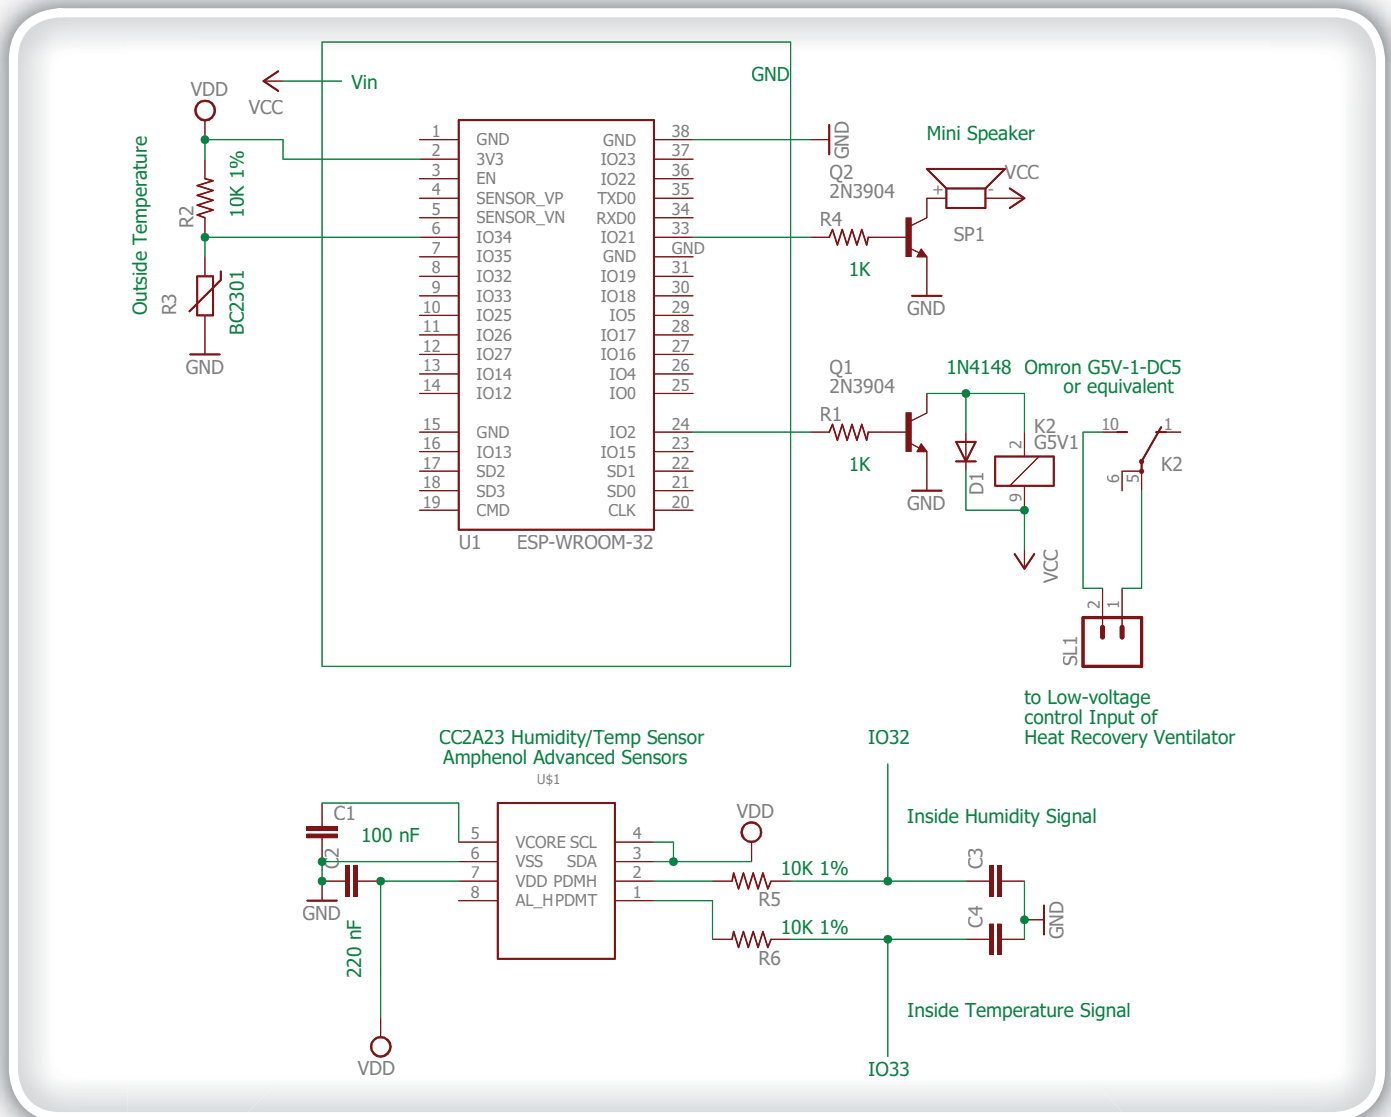 VDD
VCC
Vin
GND
Outside Temperature
R2
10K 1%
R3
BC2301
GND
1 GND
2 3V3
3 EN
4 SENSOR_VP
5 SENSOR_VN
6 IO34
7 IO35
8 IO32
9 IO33
10 IO25
11 IO26
12 IO27
13 IO14
14 IO12
15 GND
16 IO13
17 SD2
18 SD3
19 CMD
GND 38
IO23 37
IO22 36
TXD0 35
RXD0 34
IO21 33
GND GND
IO19 31
IO18 30
IO5 29
IO17 28
IO16 27
IO4 26
IO0 25
IO2 24
IO15 23
SD1 22
SD0 21
CLK 20
U1 ESP-WROOM-32
GND
Mini Speaker
Q2
2N3904
VCC
+ -
SP1
R4
1K
GND
Q1
2N3904
R1
1K
GND
1N4148
D1
Omron G5V-1-DC5
or equivalent
K2
G5V1
2
9
VCC
10 1
6 5
K2
2 1
SL1
to Low-voltage
control Input of
Heat Recovery Ventilator
CC2A23 Humidity/Temp Sensor
Amphenol Advanced Sensors
U$1
C1
100 nF
C2
GND
220 nF
VDD
5 VCORE SCL 4
6 VSS SDA 3
7 VDD PDMH 2
8 AL_H PDMT 1
VDD
10K 1%
R5
10K 1%
R6
IO32
Inside Humidity Signal
C3
C4
GND
Inside Temperature Signal
IO33